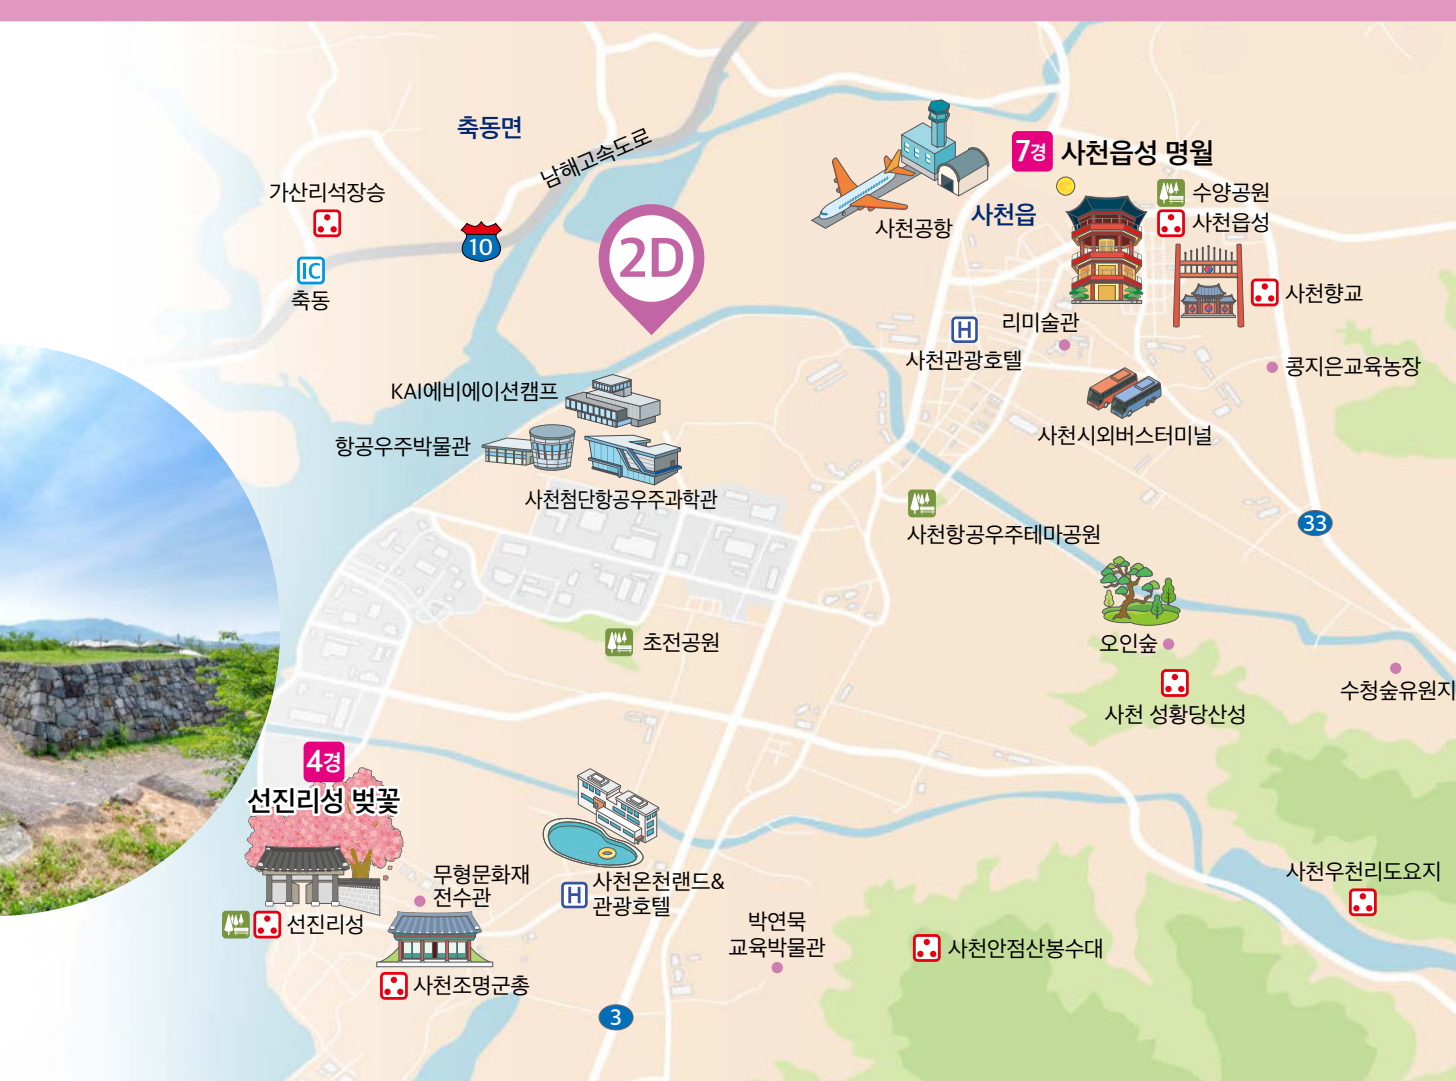 축동면
남해고속도로
가산리석장승
10
IC
축동
2D
7경 사천읍성 명월
수양공원
사천읍성
사천공항
사천읍
사천향교
H
사천관광호텔
리미술관
콩지은교육농장
KAI에비에이션캠프
항공우주박물관
사천시외버스터미널
사천첨단항공우주과학관
사천항공우주테마공원
33
초전공원
오인숲
수청숲유원지
사천 성황당산성
4경
선진리성 벚꽃
무형문화재
전수관
선진리성
사천조명군총
H
사천온천랜드&
관광호텔
박연묵
교육박물관
사천안점산봉수대
사천우천리도요지
3